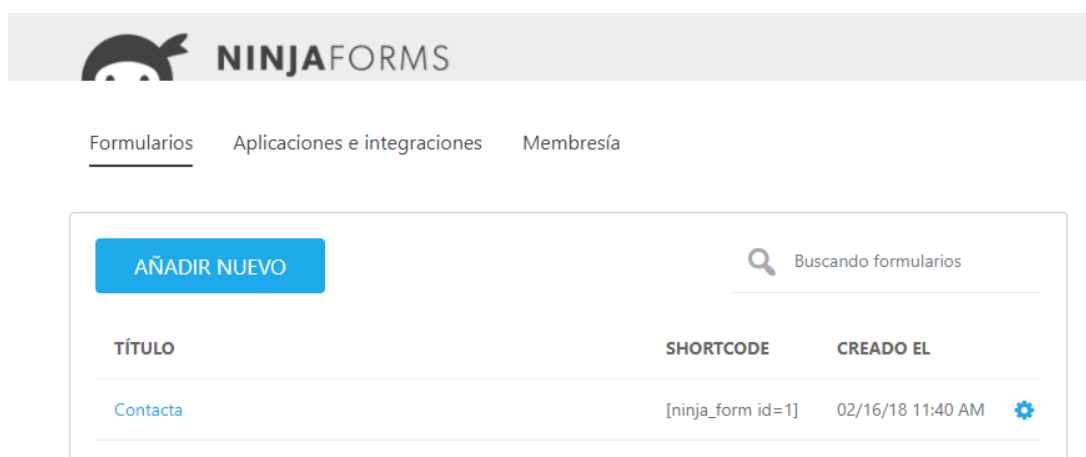 NINJAFORMS
Formularios Aplicaciones e integraciones Membresía
AÑADIR NUEVO Buscando formularios
TÍTULO SHORTCODE CREADO EL
Contacta [ninja_form id=1] 02/16/18 11:40 AM